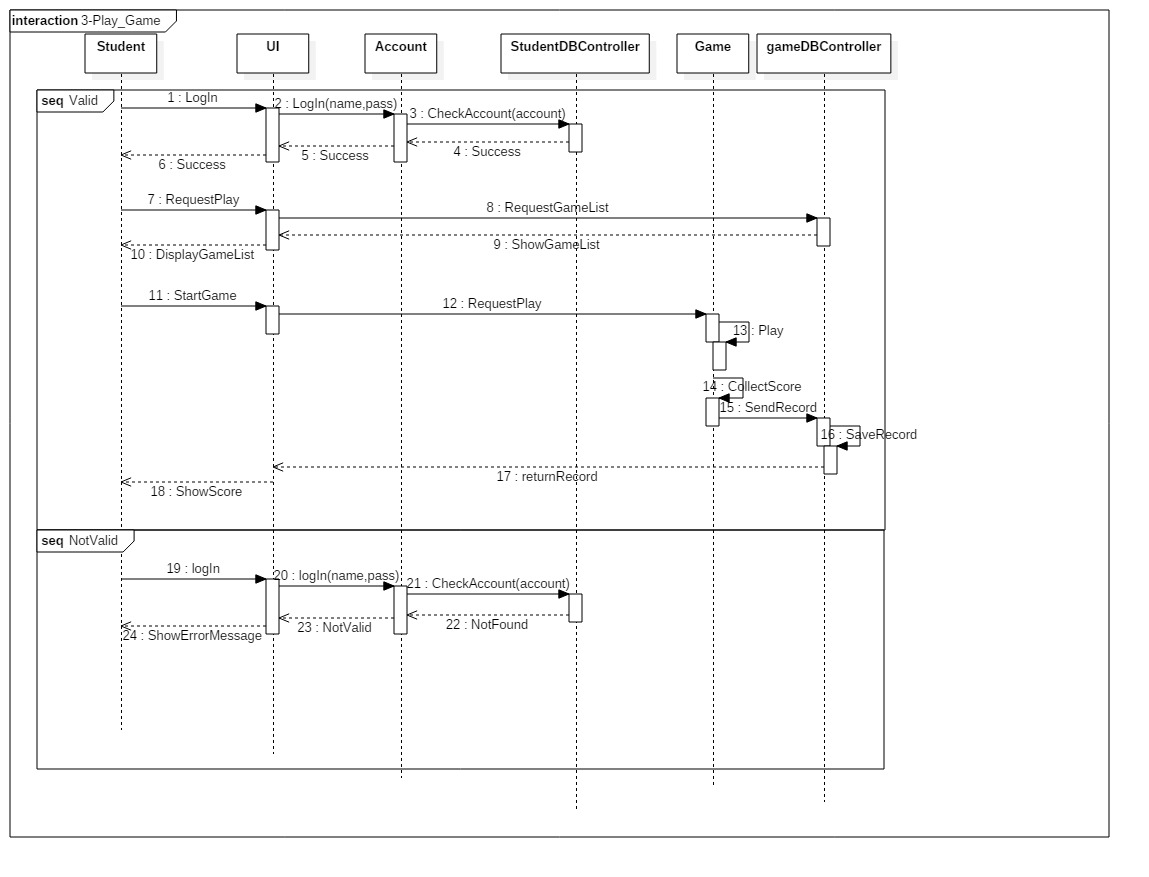 interaction 3-Play_Game
Student UI Account StudentDBController Game gameDBController
seq Valid
1 : LogIn
2 : LogIn(name,pass)
3 : CheckAccount(account)
4 : Success
5 : Success
6 : Success
7 : RequestPlay
8 : RequestGameList
9 : ShowGameList
10 : DisplayGameList
11 : StartGame
12 : RequestPlay
13 : Play
14 : CollectScore
15 : SendRecord
16 : SaveRecord
17 : returnRecord
18 : ShowScore
seq NotValid
19 : logIn
20 : logIn(name,pass)
21 : CheckAccount(account)
22 : NotFound
23 : NotValid
24 : ShowErrorMessage